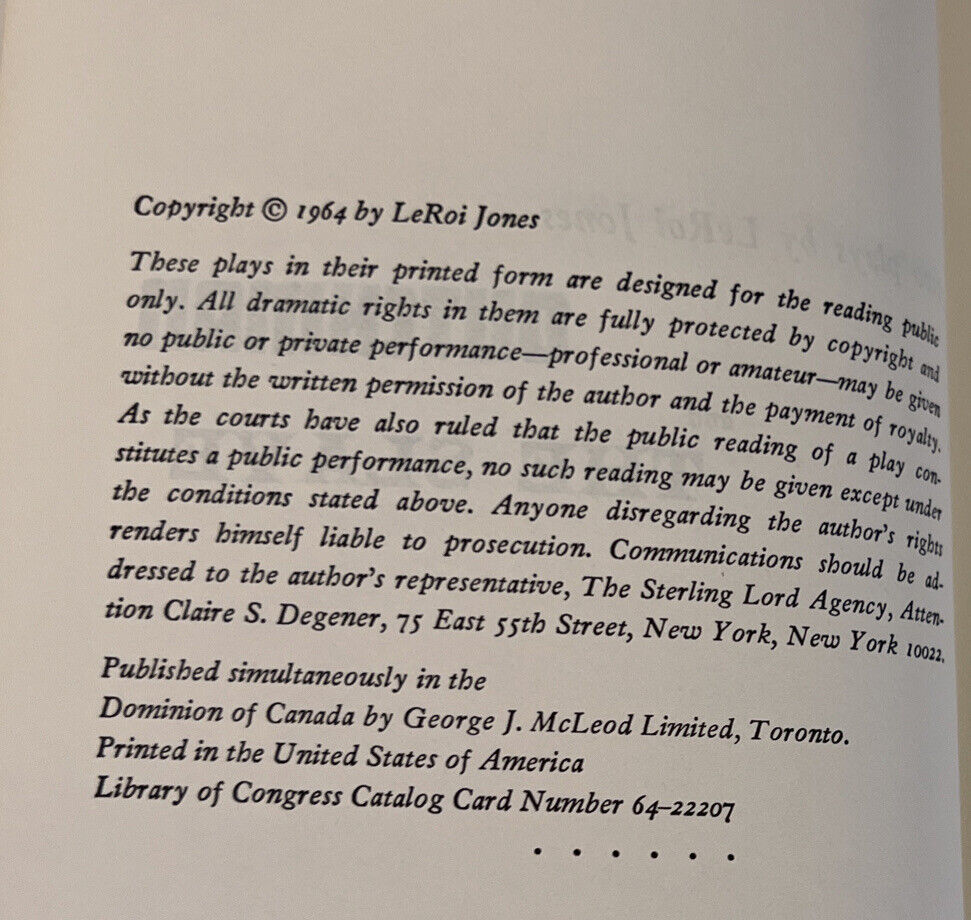 Copyright © 1964 by LeRoi Jones
These plays in their printed form are designed for the reading public
only. All dramatic rights in them are fully protected by copyright and
no public or private performance—professional or amateur—may be given
without the written permission of the author and the payment of royalty.
As the courts have also ruled that the public reading of a play con-
stitutes a public performance, no such reading may be given except under
the conditions stated above. Anyone disregarding the author's rights
renders himself liable to prosecution. Communications should be ad-
dressed to the author's representative, The Sterling Lord Agency, Atten-
tion Claire S. Degener, 75 East 55th Street, New York, New York 10022.
Published simultaneously in the
Dominion of Canada by George J. McLeod Limited, Toronto.
Printed in the United States of America
Library of Congress Catalog Card Number 64–22207
. . . . . .